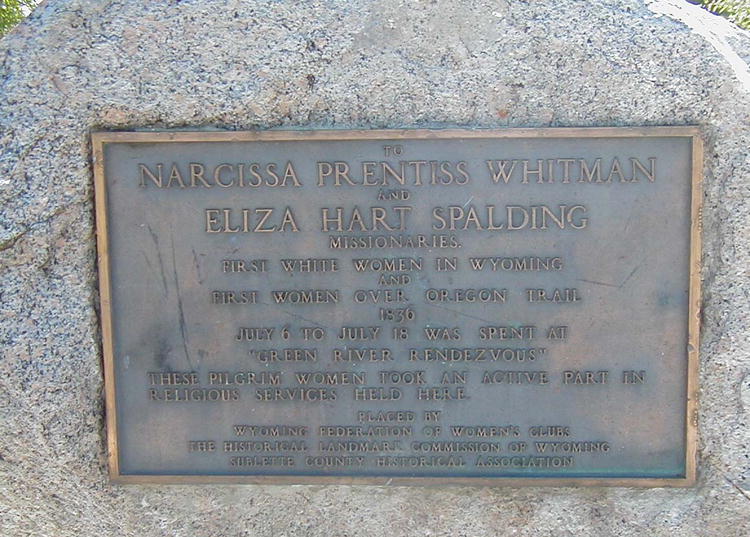 TO
NARCISSA PRENTISS WHITMAN
AND
ELIZA HART SPALDING
MISSIONARIES.
FIRST WHITE WOMEN IN WYOMING
AND
FIRST WOMEN OVER OREGON TRAIL
1836
JULY 6 TO JULY 18 WAS SPENT AT
"GREEN RIVER RENDEZVOUS"
THESE PILGRIM WOMEN TOOK AN ACTIVE PART IN
RELIGIOUS SERVICES HELD HERE.
PLACED BY
WYOMING FEDERATION OF WOMEN'S CLUBS
THE HISTORICAL LANDMARK COMMISSION OF WYOMING
SUBLETTE COUNTY HISTORICAL ASSOCIATION